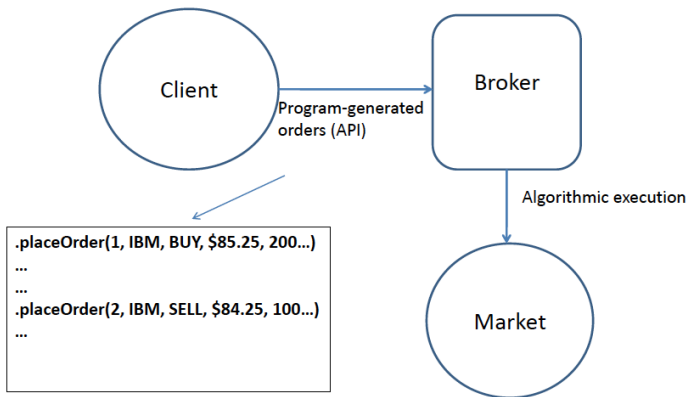 Client
Broker
Program-generated
orders (API)
Algorithmic execution
.placeOrder(1, IBM, BUY, $85.25, 200...)
...
...
.placeOrder(2, IBM, SELL, $84.25, 100...)
...
Market